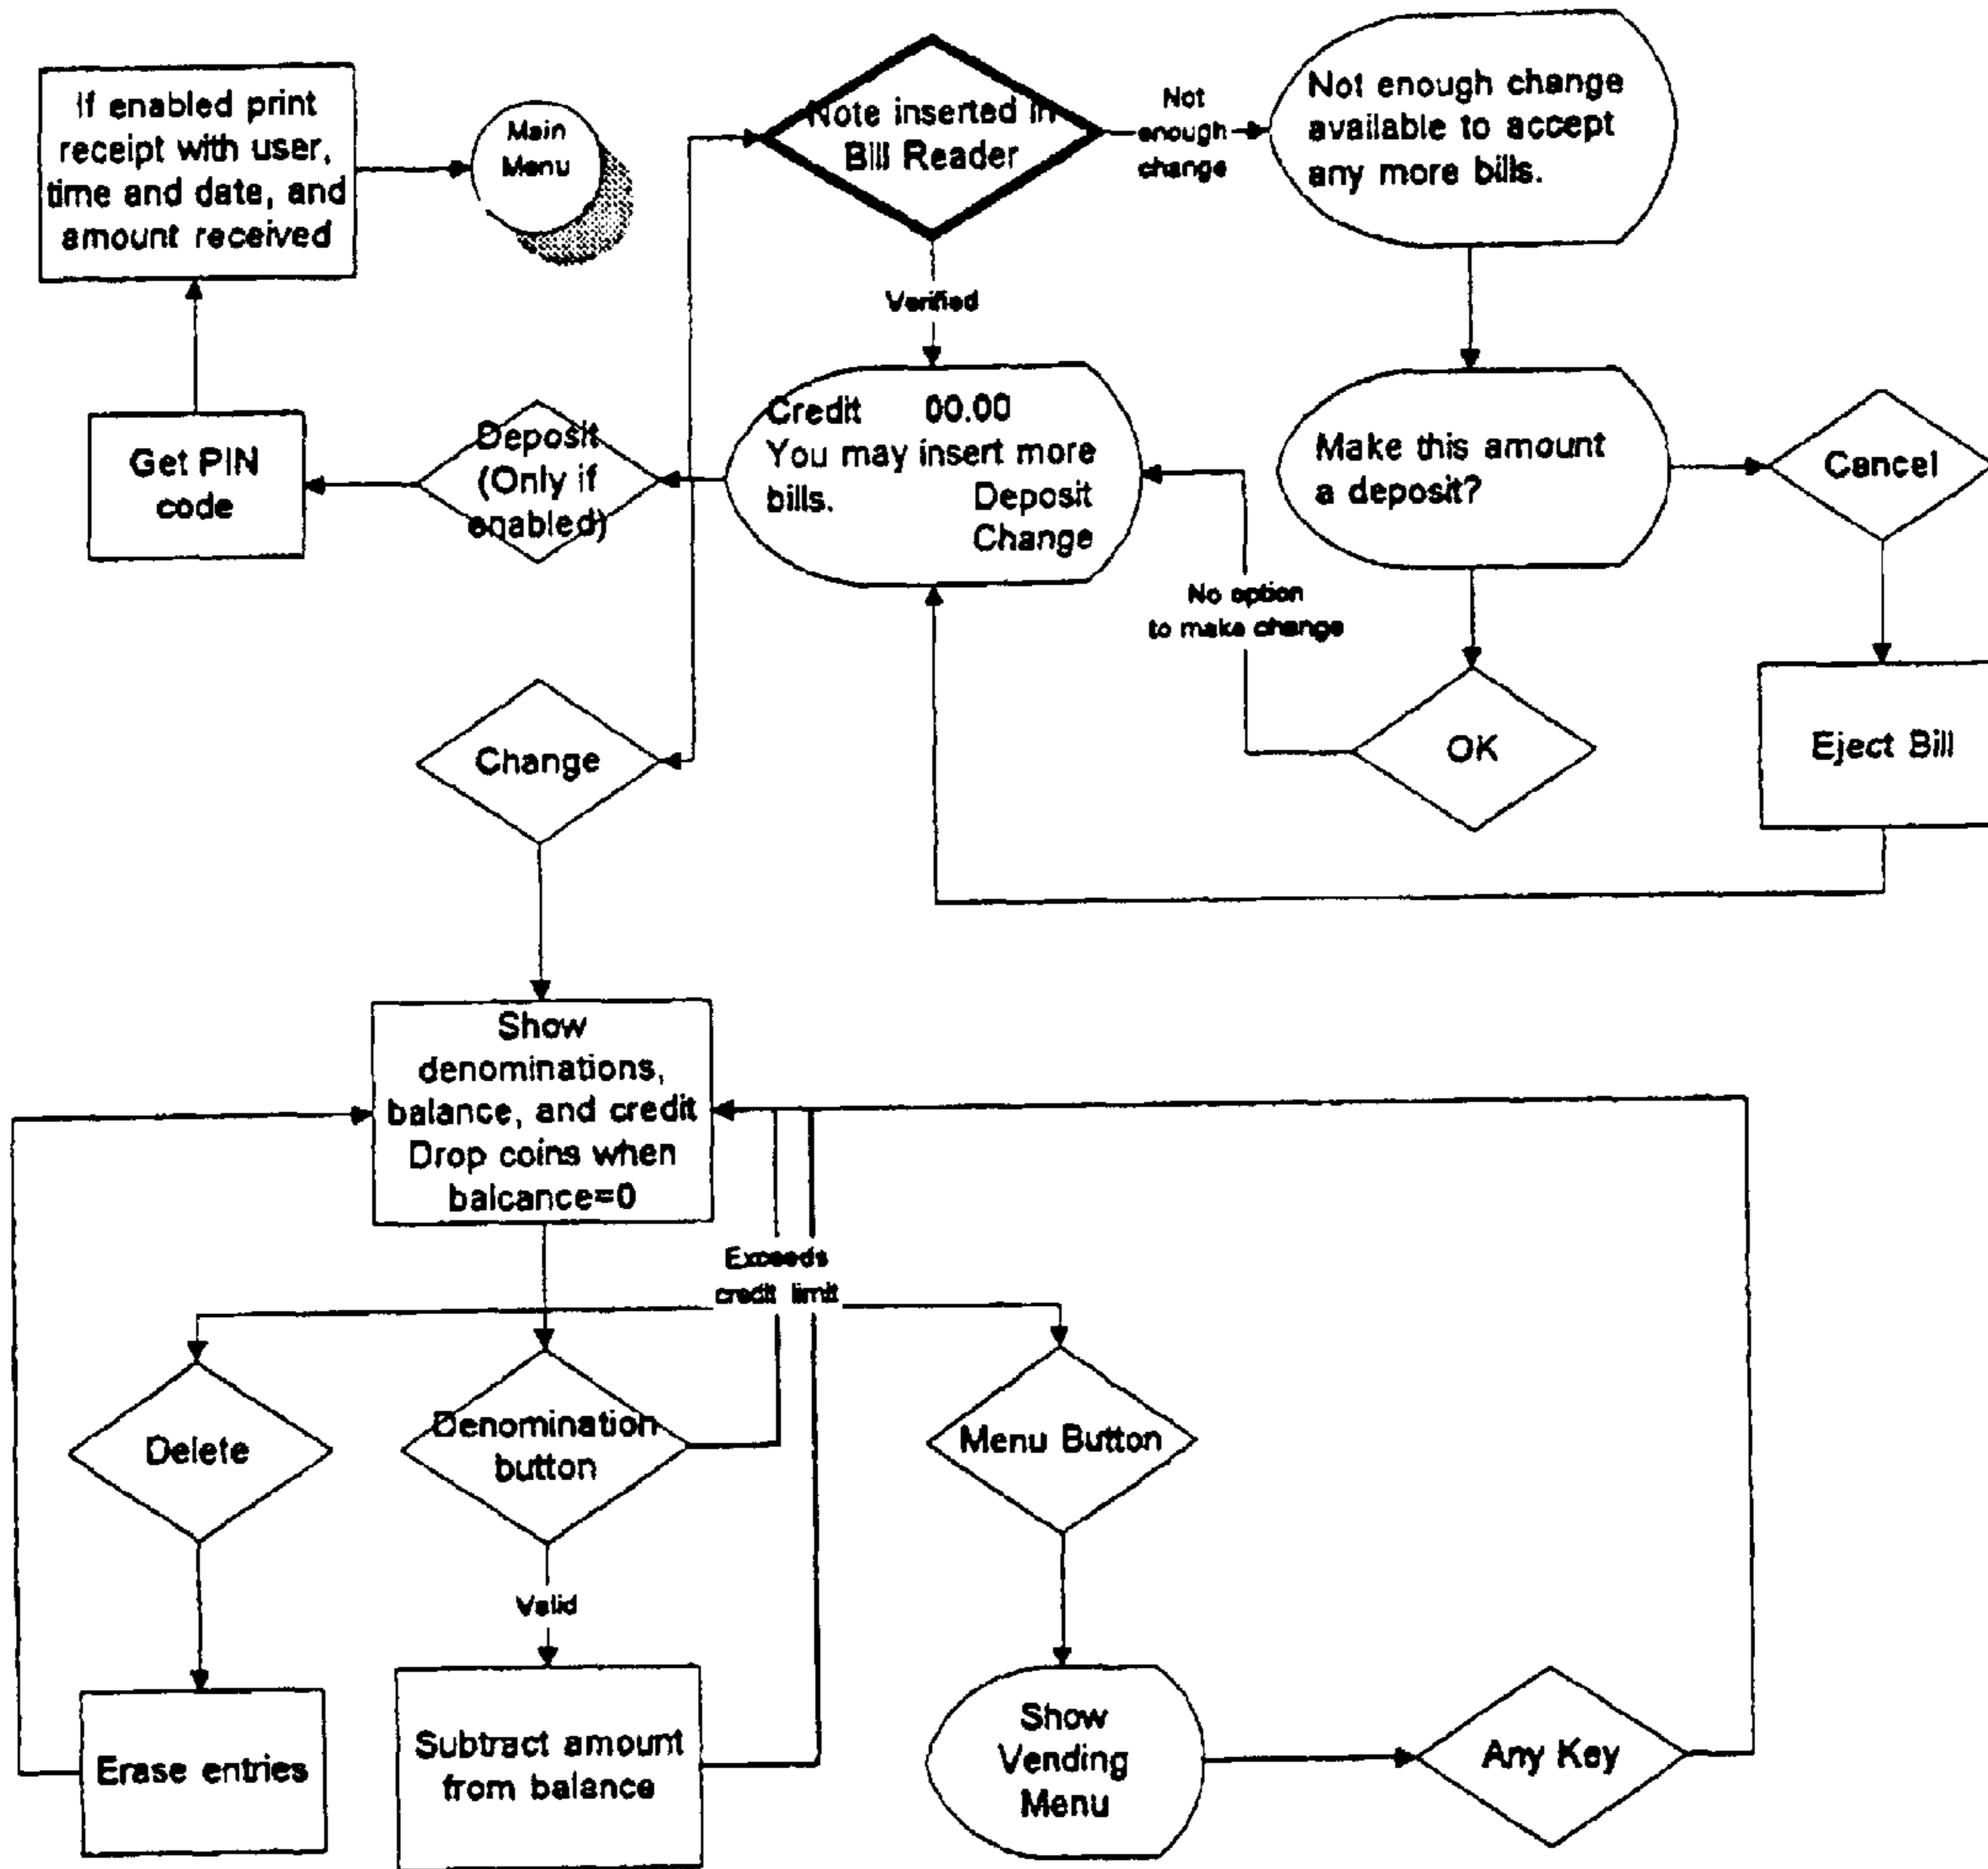 If enabled print
receipt with user,
time and date, and
amount received
Main
Menu
Note inserted in
Bill Reader
Not
enough
change
Not enough change
available to accept
any more bills.
Verified
Get PIN
code
Deposit
(Only if
enabled)
Credit 00.00
You may insert more
bills.
Deposit
Change
Make this amount
a deposit?
Cancel
No option
to make change
Change
OK
Eject Bill
Show
denominations,
balance, and credit
Drop coins when
balcance=0
Exceeds
credit limit
Delete
Denomination
button
Menu Button
Valid
Erase entries
Subtract amount
from balance
Show
Vending
Menu
Any Key